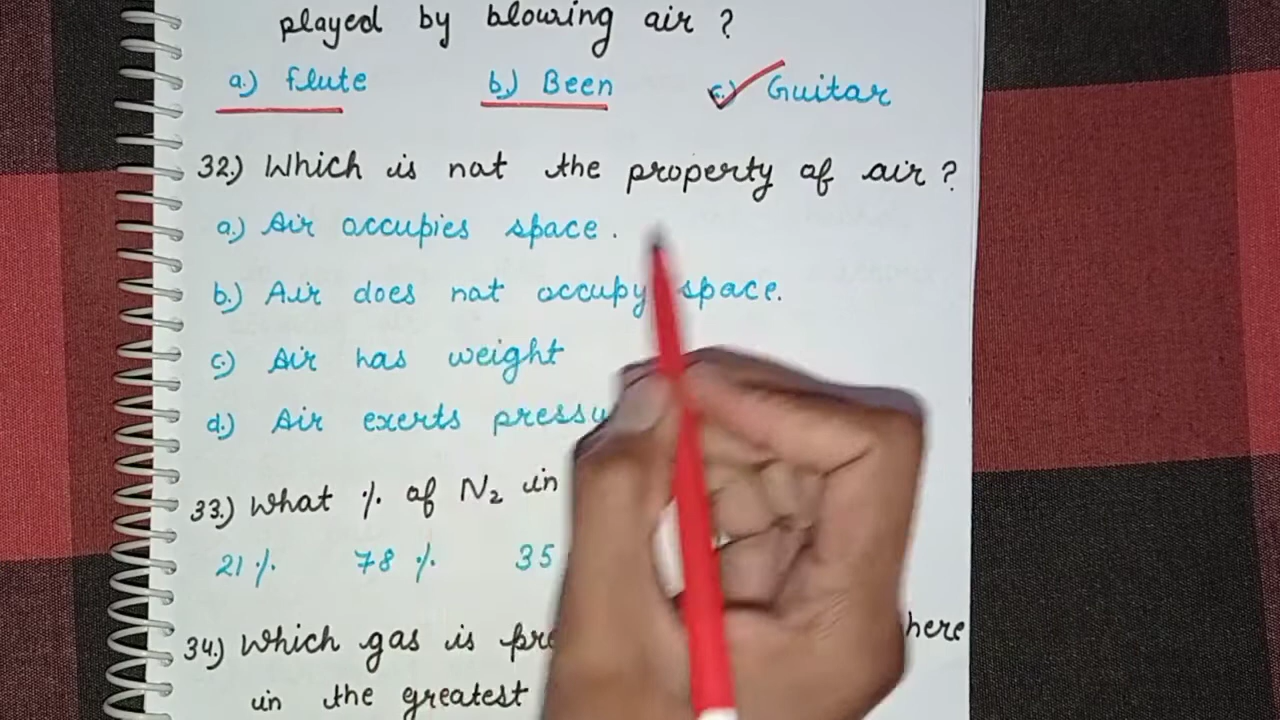 played by blowing air ?
a.) flute b.) Been c.) Guitar
32.) Which is not the property of air ?
a.) Air occupies space .
b.) Air does not occupy space.
c.) Air has weight
d.) Air exerts
33.) What % of N2 in
21 % 78 % 35
34.) Which gas is
in the greatest